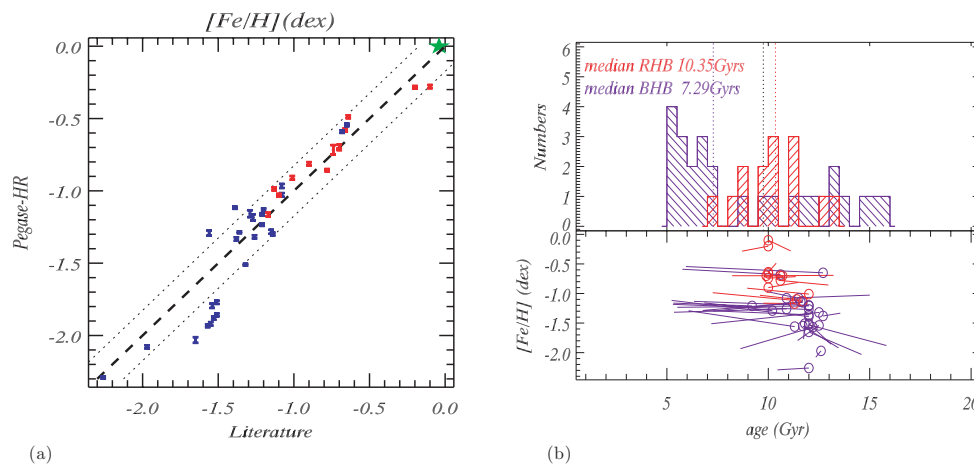 [Fe/H](dex)
0.0
-0.5
-1.0
-1.5
-2.0
Pegase-HR
-2.0
-1.5
-1.0
-0.5
0.0
Literature
(a)
median RHB 10.35Gyrs
median BHB 7.29Gyrs
6
5
4
3
2
1
0
Numbers
0.0
-0.5
-1.0
-1.5
-2.0
[Fe/H] (dex)
5
10
15
20
age (Gyr)
(b)